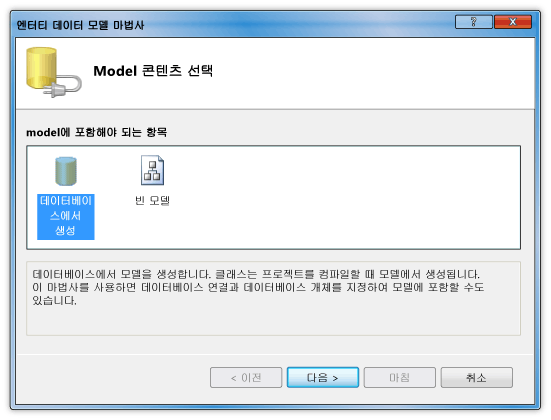 엔터티 데이터 모델 마법사
Model 콘텐츠 선택
model에 포함해야 되는 항목
데이터베이
스에서
생성
빈 모델
데이터베이스에서 모델을 생성합니다. 클래스는 프로젝트를 컴파일할 때 모델에서 생성됩니다.
이 마법사를 사용하면 데이터베이스 연결과 데이터베이스 개체를 지정하여 모델에 포함할 수도
있습니다.
< 이전
다음 >
마침
취소